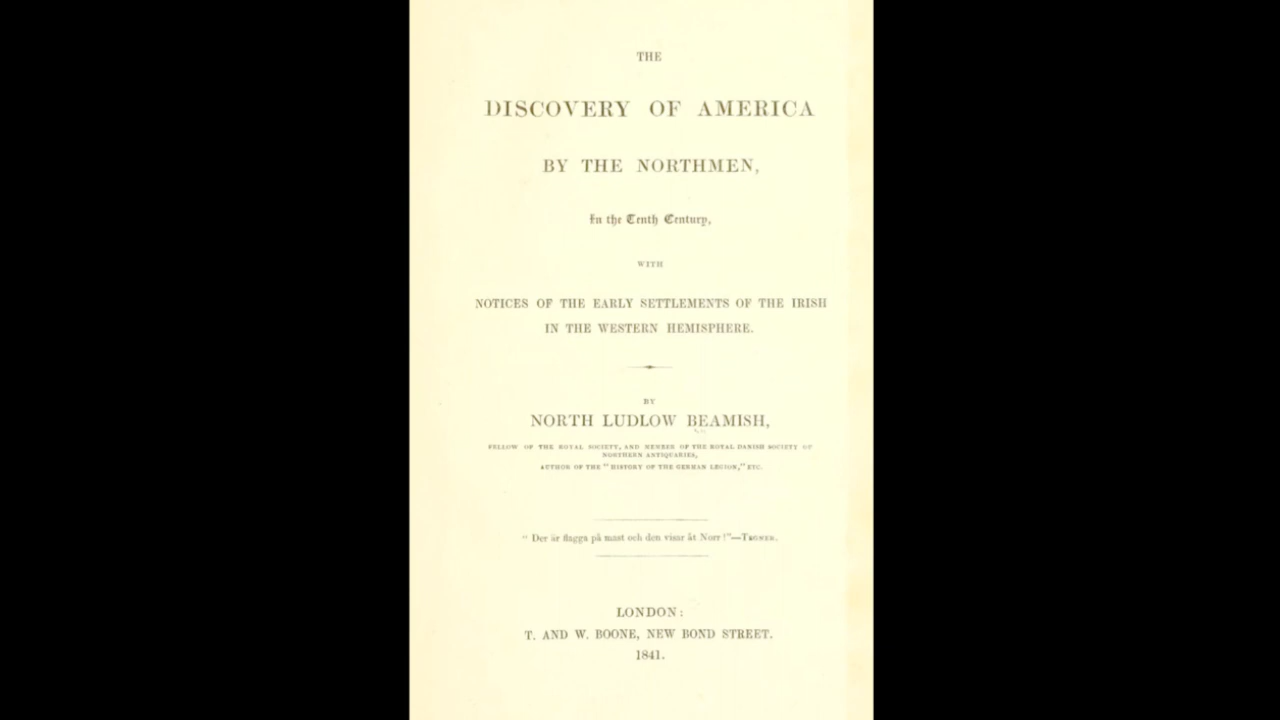 THE
DISCOVERY OF AMERICA
BY THE NORTHMEN,
In the Tenth Century,
WITH
NOTICES OF THE EARLY SETTLEMENTS OF THE IRISH
IN THE WESTERN HEMISPHERE.
BY
NORTH LUDLOW BEAMISH,
FELLOW OF THE ROYAL SOCIETY, AND MEMBER OF THE ROYAL DANISH SOCIETY OF
NORTHERN ANTIQUARIES,
AUTHOR OF THE "HISTORY OF THE GERMAN LEGION," ETC.
"Der är flagga på mast och den visar åt Norr!"—TEGNER.
LONDON:
T. AND W. BOONE, NEW BOND STREET.
1841.